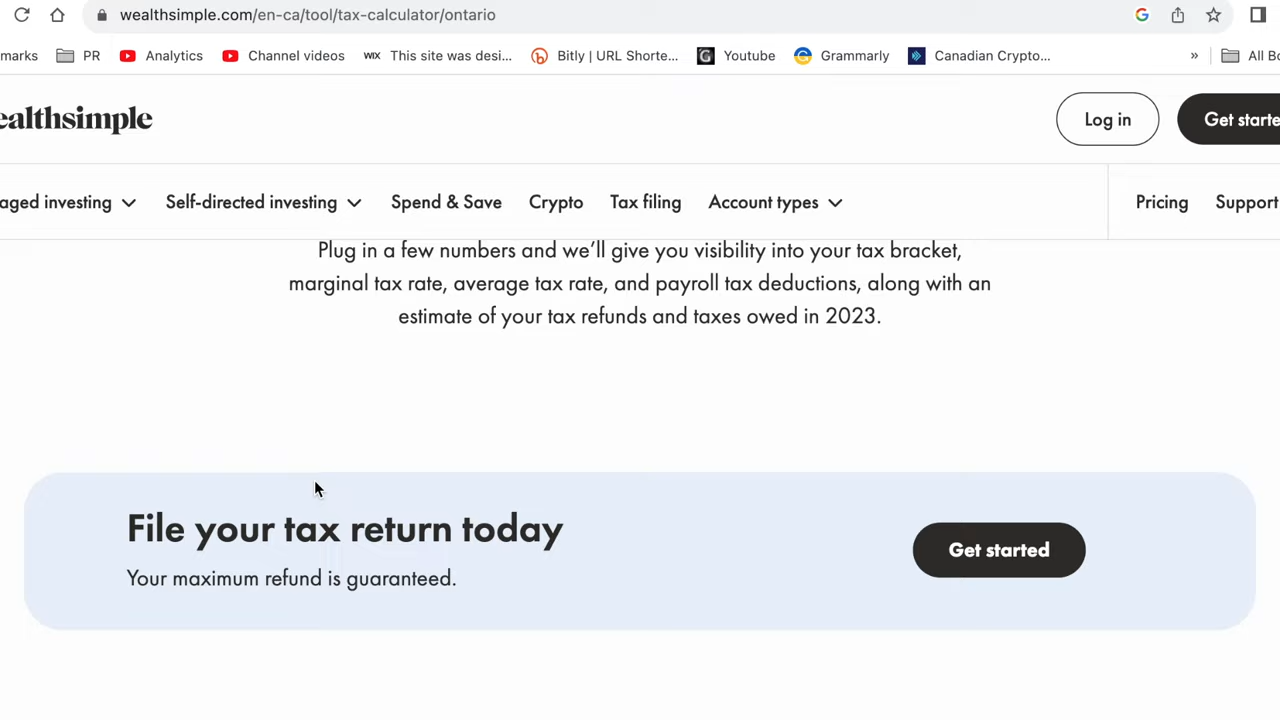 wealthsimple.com/en-ca/tool/tax-calculator/ontario
marks PR Analytics Channel videos WIX This site was desi... Bitly | URL Shorte... Youtube Grammarly Canadian Crypto... » All Bo
ealthsimple Log in Get starte
aged investing Self-directed investing Spend & Save Crypto Tax filing Account types Pricing Support
Plug in a few numbers and we’ll give you visibility into your tax bracket,
marginal tax rate, average tax rate, and payroll tax deductions, along with an
estimate of your tax refunds and taxes owed in 2023.
File your tax return today
Get started
Your maximum refund is guaranteed.